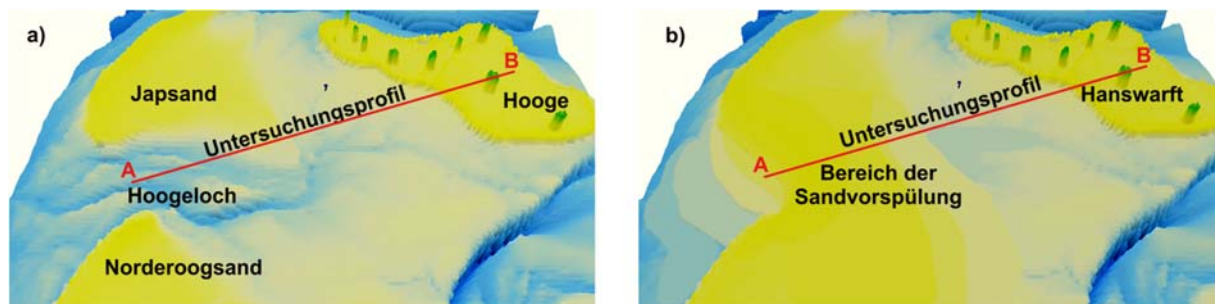 a)
Japsand
B
Hooge
Untersuchungsprofil
A
Hoogeloch
Norderoogsand
b)
B
Hanswarft
Untersuchungsprofil
A
Bereich der
Sandvorspülung